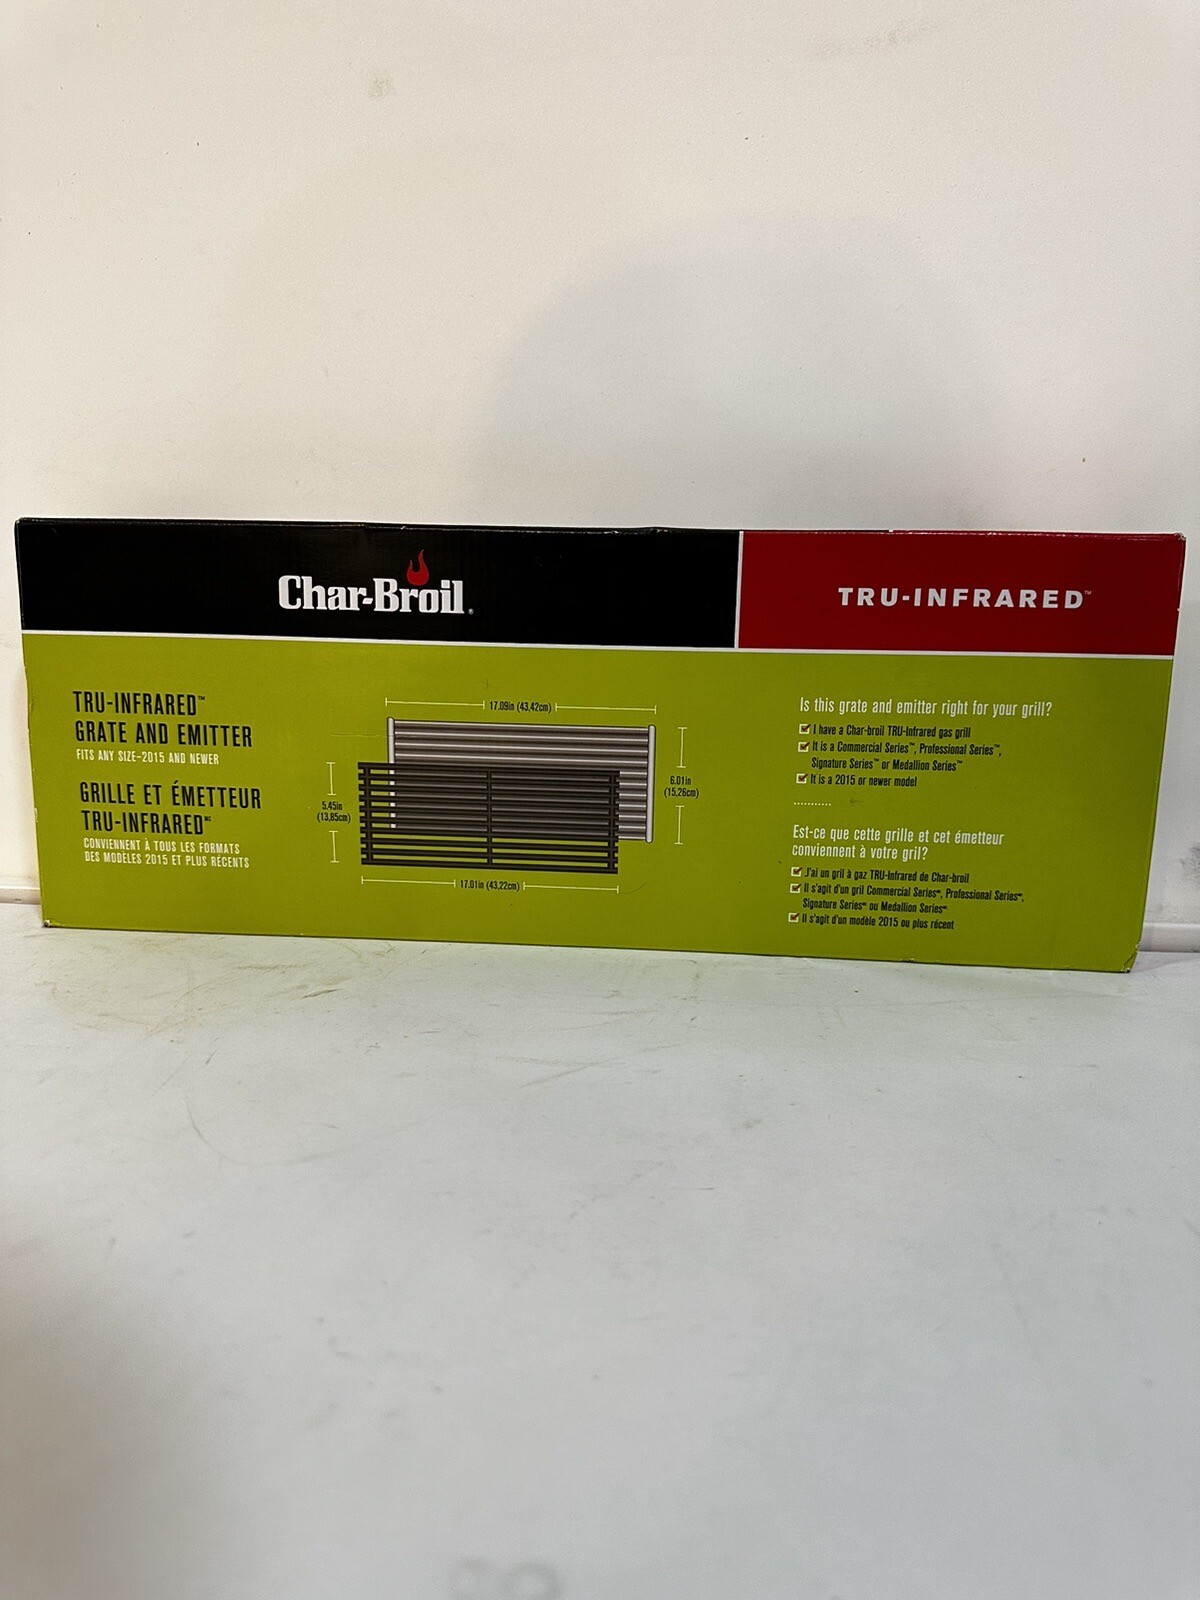 Char-Broil®
TRU-INFRARED™
TRU-INFRARED™
GRATE AND EMITTER
FITS ANY SIZE-2015 AND NEWER
GRILLE ET ÉMETTEUR
TRU-INFRARED MC
CONVIENNENT À TOUS LES FORMATS
DES MODÈLES 2015 ET PLUS RÉCENTS
17.09in (43,42cm)
6.01in
(15,26cm)
5.45in
(13,85cm)
17.01in (43,22cm)
Is this grate and emitter right for your grill?
I have a Char-broil TRU-Infrared gas grill
It is a Commercial Series™, Professional Series™,
Signature Series™ or Medallion Series™
It is a 2015 or newer model
Est-ce que cette grille et cet émetteur
conviennent à votre gril?
J'ai un gril à gaz TRU-Infrared de Char-broil
Il s'agit d'un gril Commercial Series MC, Professional Series MC,
Signature Series MC ou Medallion Series MC
Il s'agit d'un modèle 2015 ou plus récent